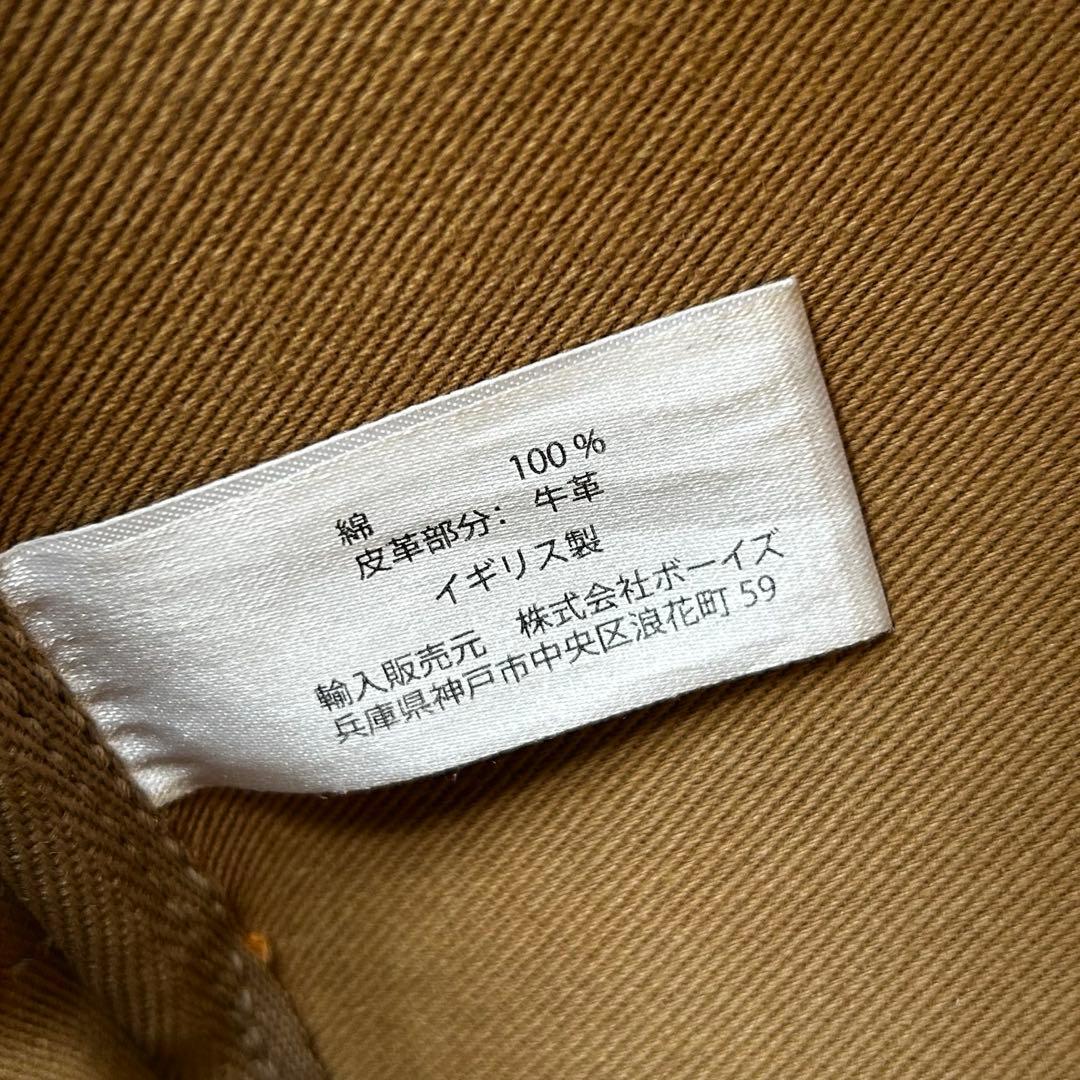 綿 100 %
皮革部分: 牛革
イギリス製
輸入販売元 株式会社ボーイズ
兵庫県神戸市中央区浪花町 59